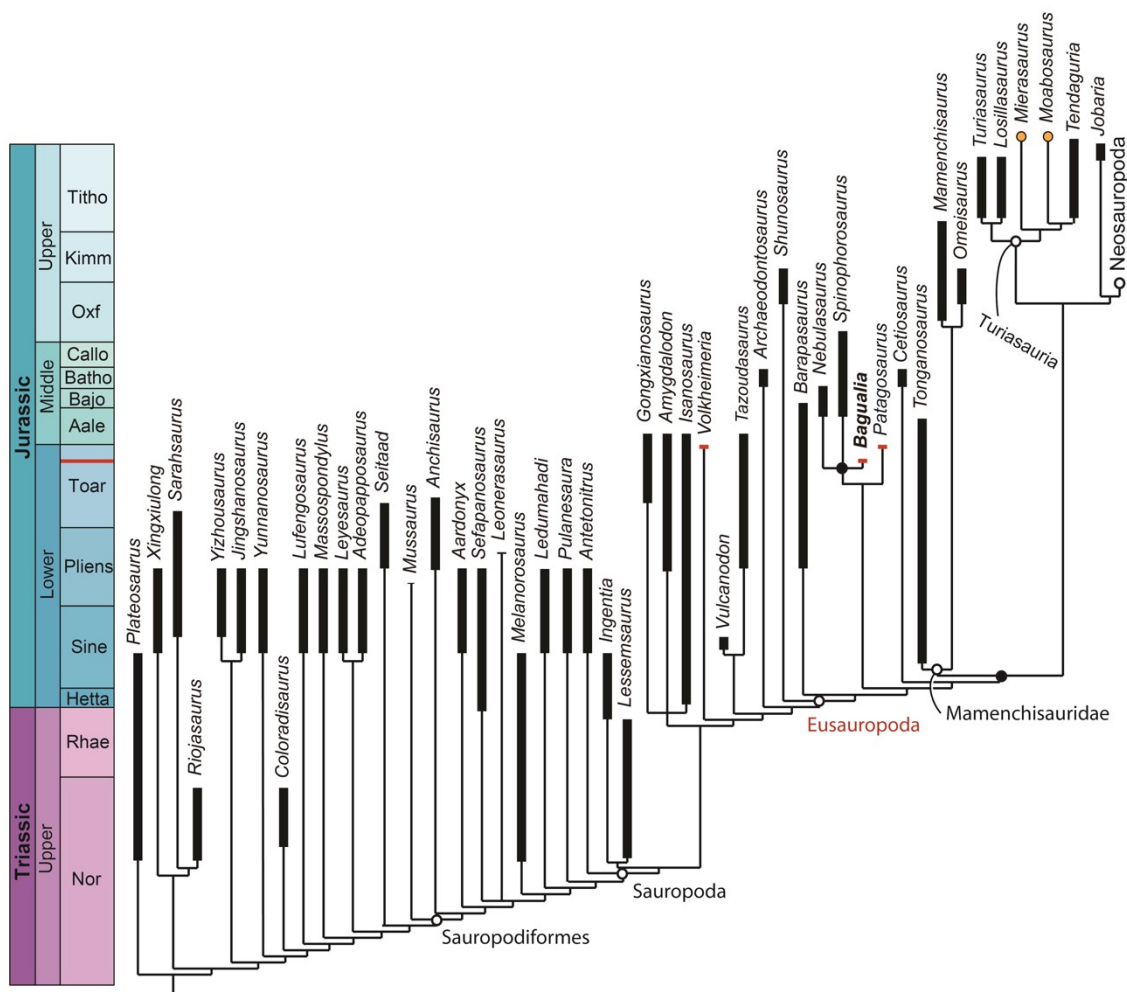 Jurassic
Triassic
Upper
Middle
Lower
Upper
Titho
Kimm
Oxf
Callo
Batho
Bajo
Aale
Toar
Pliens
Sine
Hetta
Rhae
Nor
Plateosaurus
Xingxiulong
Sarahsaurus
Riojasaurus
Yizhousaurus
Jingshanosaurus
Yunnanosaurus
Coloradisaurus
Lufengosaurus
Massospondylus
Leyesaurus
Adeopapposaurus
Seitaad
Mussaurus
Anchisaurus
Aardonyx
Sefapanosaurus
Leonerasaurus
Melanorosaurus
Ledumahadi
Pulanesaura
Antetonitrus
Ingentia
Lessemsaurus
Gongxianosaurus
Amygdalodon
Isanosaurus
Volkheimeria
Vulcanodon
Tazoudasaurus
Archaeodontosaurus
Shunosaurus
Barapasaurus
Nebulasaurus
Spinophorosaurus
Bagualia
Patagosaurus
Cetiosaurus
Tonganosaurus
Mamenchisaurus
Omeisaurus
Turiasaurus
Losillasaurus
Mierasaurus
Moabosaurus
Tendaguria
Jobaria
Neosauropoda
Turiasauria
Mamenchisauridae
Eusauropoda
Sauropoda
Sauropodiformes